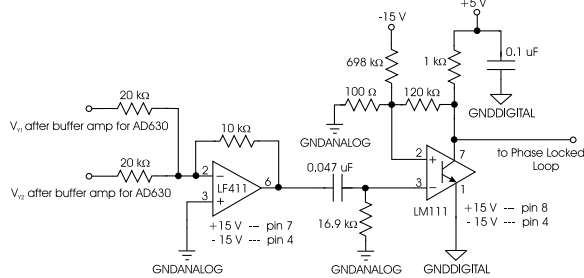 +5 V
-15 V
698 kΩ
1 kΩ
0.1 uF
100 Ω
120 kΩ
GNDDIGITAL
20 kΩ
VY1 after buffer amp for AD630
GNDANALOG
10 kΩ
20 kΩ
VY2 after buffer amp for AD630
2
-
LF411
6
3
+
0.047 uF
2
+
7
3
-
1
LM111
to Phase Locked
Loop
+15 V --- pin 7
- 15 V --- pin 4
16.9 kΩ
+15 V --- pin 8
- 15 V --- pin 4
GNDANALOG
GNDANALOG
GNDDIGITAL